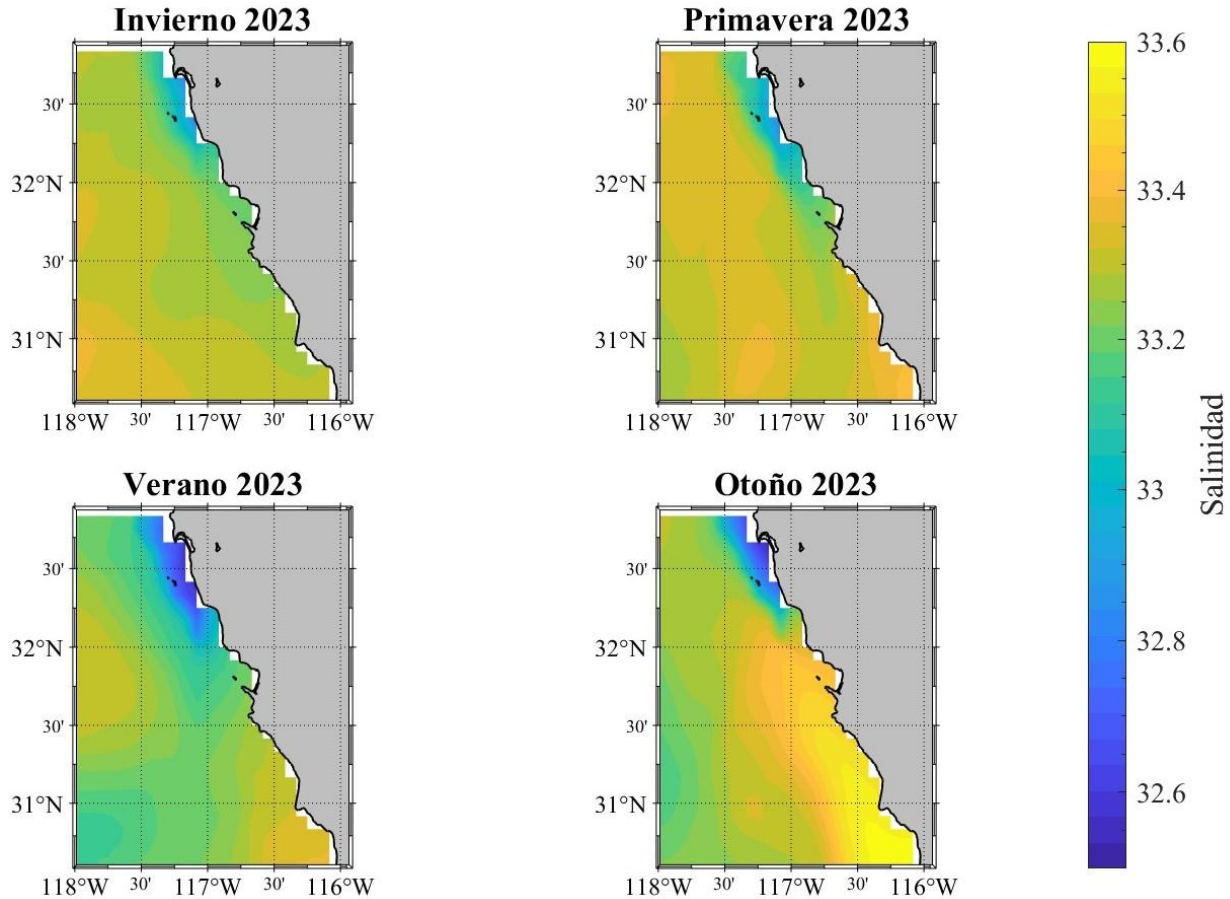 Invierno 2023
30'
32°N
30'
31°N
118°W 30' 117°W 30' 116°W
Primavera 2023
30'
32°N
30'
31°N
118°W 30' 117°W 30' 116°W
Verano 2023
30'
32°N
30'
31°N
118°W 30' 117°W 30' 116°W
Otoño 2023
30'
32°N
30'
31°N
118°W 30' 117°W 30' 116°W
33.6
33.4
33.2
33
32.8
32.6
Salinidad